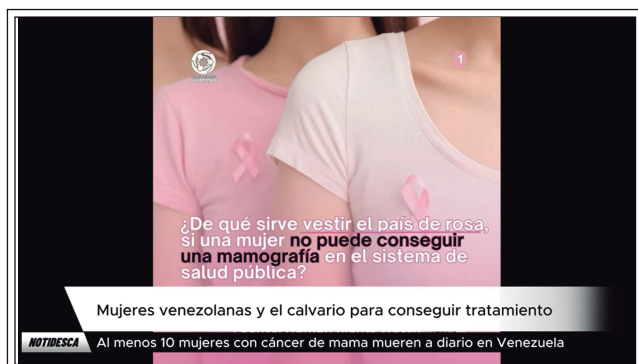 HUMANO
1
¿De qué sirve vestir el país de rosa,
si una mujer no puede conseguir
una mamografía en el sistema de
salud pública?
Mujeres venezolanas y el calvario para conseguir tratamiento
NOTIDESCA
Al menos 10 mujeres con cáncer de mama mueren a diario en Venezuela